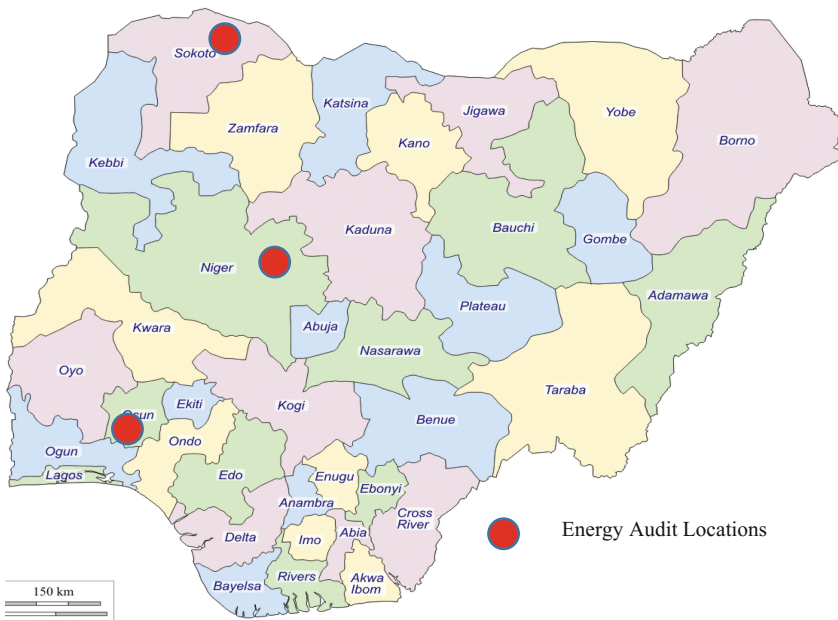 Sokoto
Katsina
Jigawa
Yobe
Borno
Zamfara
Kano
Kebbi
Kaduna
Bauchi
Gombe
Niger
Adamawa
Plateau
Abuja
Kwara
Nasarawa
Oyo
Taraba
Osun
Ekiti
Kogi
Benue
Ondo
Ogun
Lagos
Edo
Enugu
Ebonyi
Anambra
Cross
River
Delta
Imo
Abia
Energy Audit Locations
Bayelsa
Rivers
Akwa
Ibom
150 km